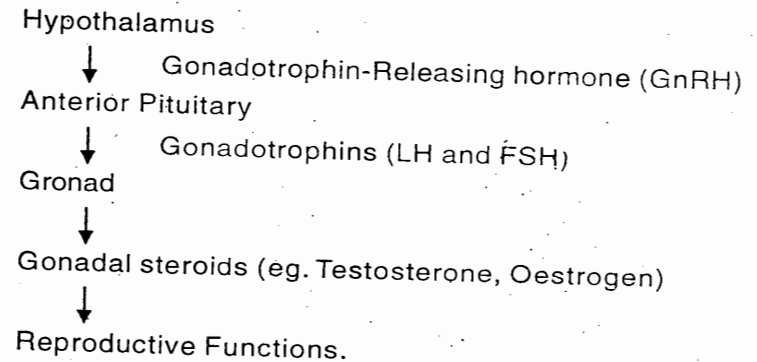 Hypothalamus
Gonadotrophin-Releasing hormone (GnRH)
Anterior Pituitary
Gonadotrophins (LH and FSH)
Gronad
Gonadal steroids (eg. Testosterone, Oestrogen)
Reproductive Functions.